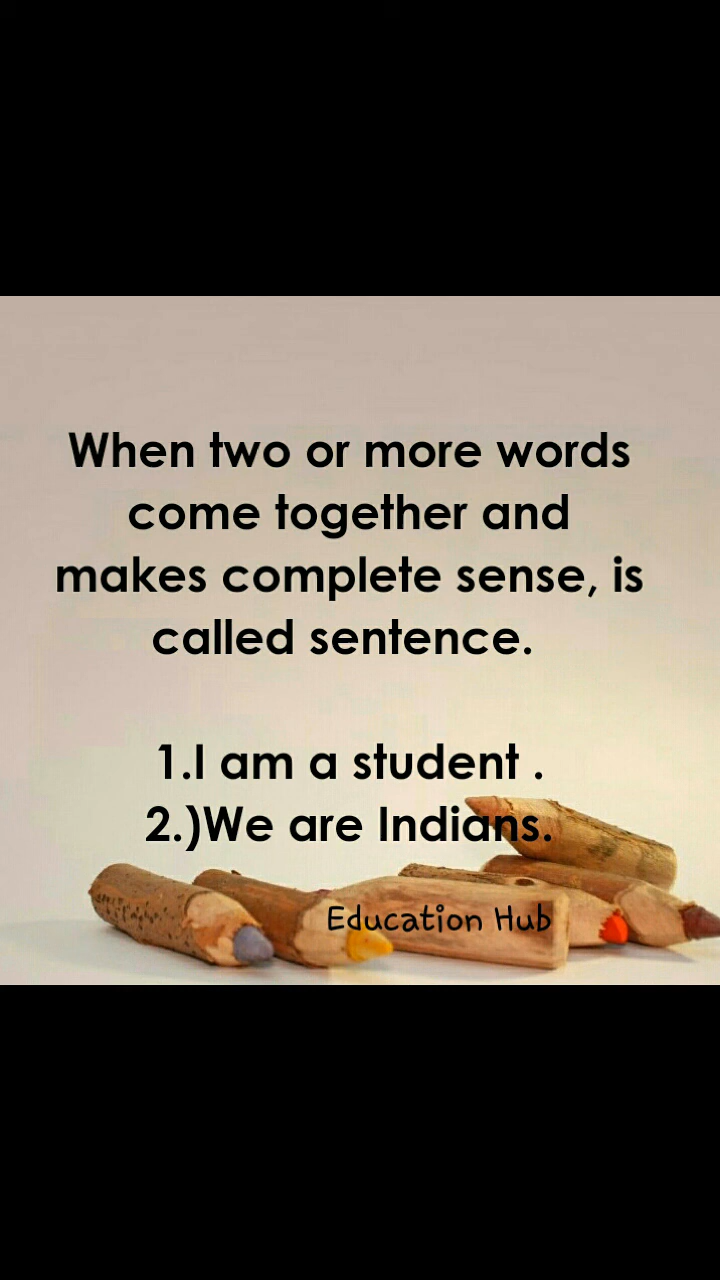 When two or more words
come together and
makes complete sense, is
called sentence.
1.I am a student .
2.)We are Indians.
Education Hub